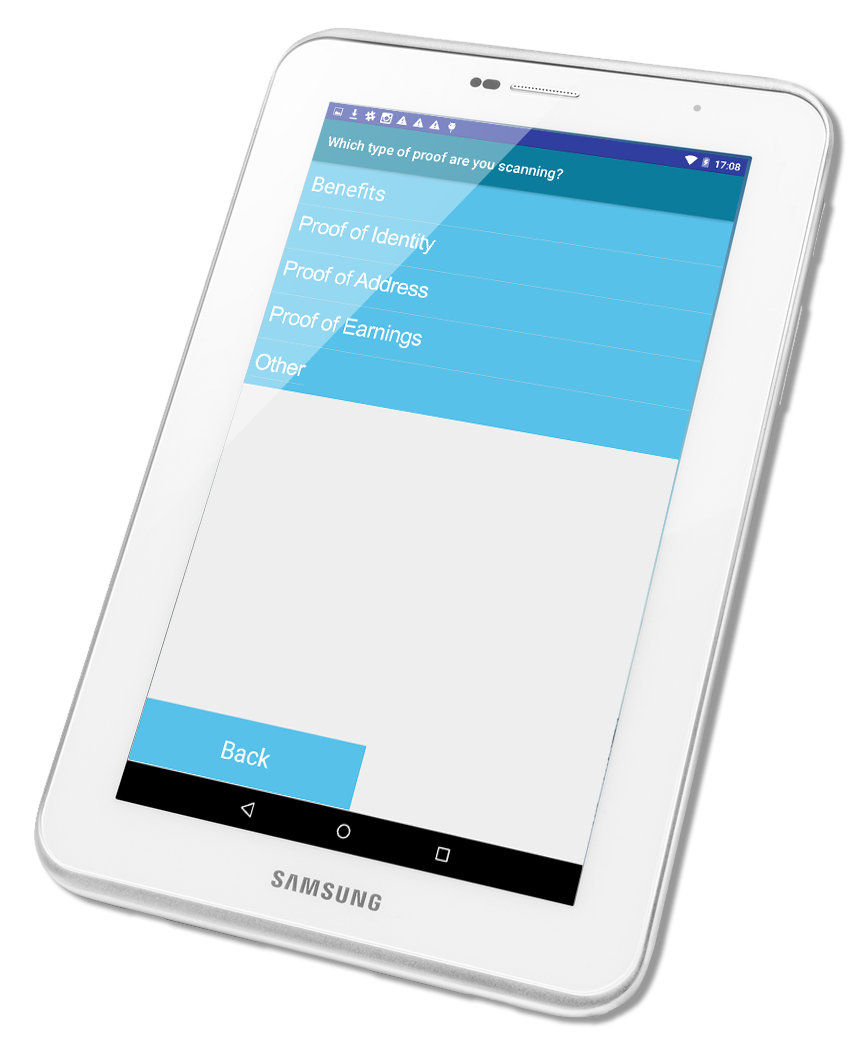 17:08
Which type of proof are you scanning?
Benefits
Proof of Identity
Proof of Address
Proof of Earnings
Other
Back
SAMSUNG